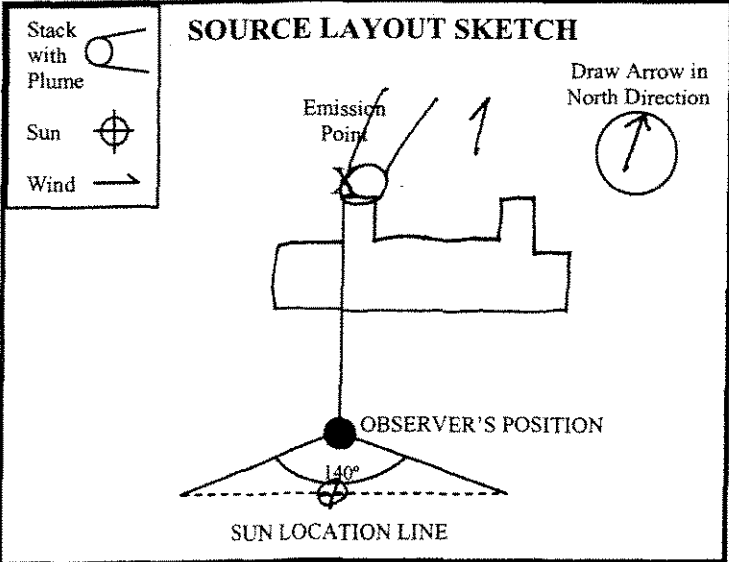 SOURCE LAYOUT SKETCH
Stack
with
Plume
Sun
Wind
Emission
Point
Draw Arrow in
North Direction
X
OBSERVER'S POSITION
140°
SUN LOCATION LINE